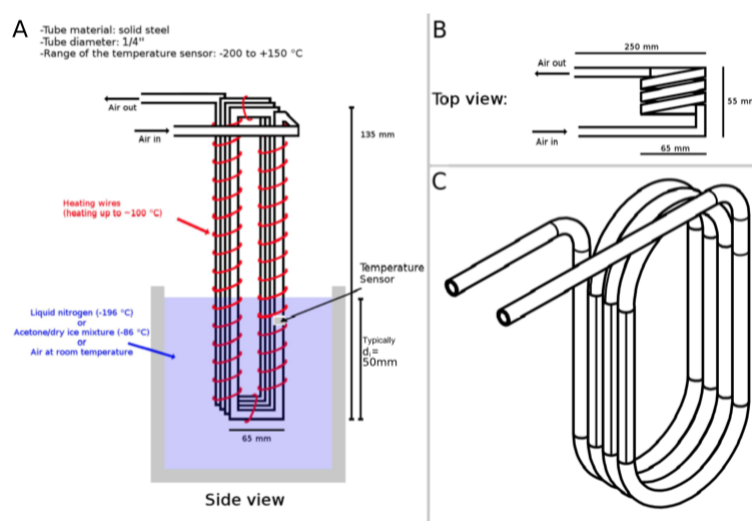 A
-Tube material: solid steel
-Tube diameter: 1/4"
-Range of the temperature sensor: -200 to +150 °C
Air out
Air in
135 mm
Heating wires
(heating up to ~100 °C)
Temperature
Sensor
Liquid nitrogen (-196 °C)
or
Acetone/dry ice mixture (-86 °C)
or
Air at room temperature
Typically
d,=
50mm
65 mm
Side view
B
250 mm
Air out
Top view:
55 mm
Air in
65 mm
C